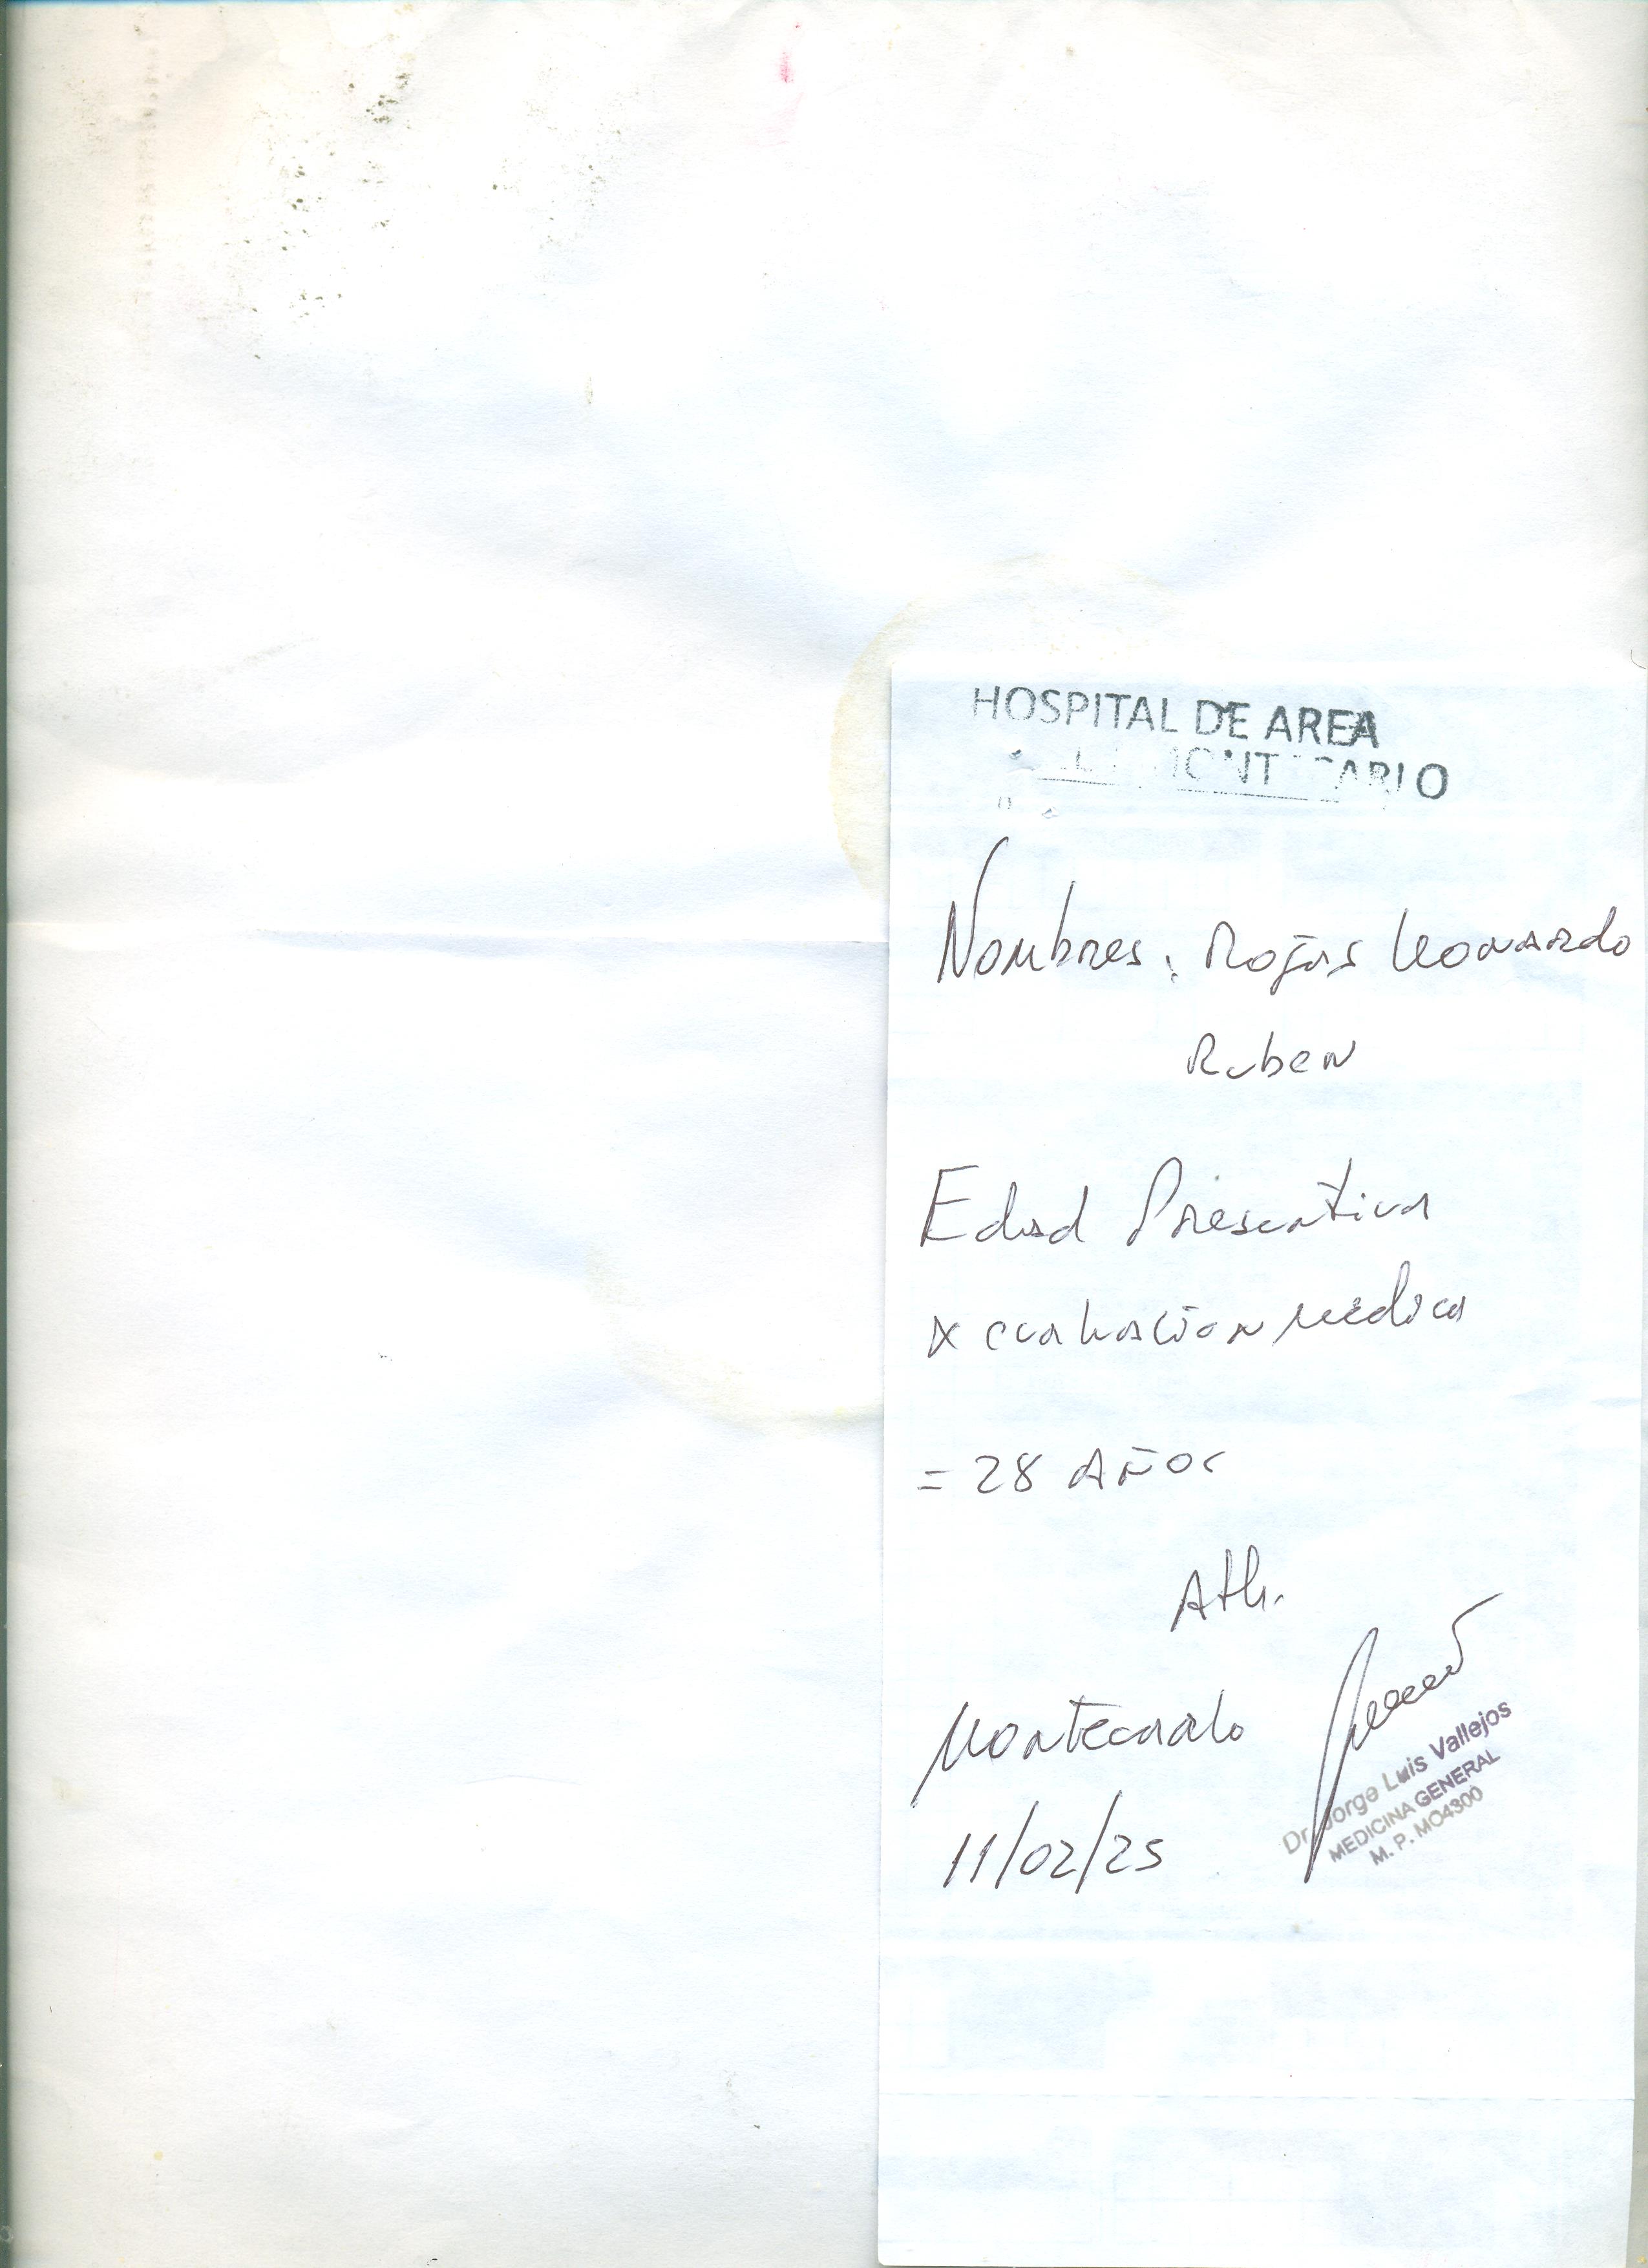 HOSPITAL DE AREA
MONTECARLO
Nombres: Rojas Leonardo
Ruben
Edad Presuntiva
x evaluacion medica
= 28 AÑOS
Montecarlo
11/02/25
Dr. Jorge Luis Vallejos
MEDICINA GENERAL
M. P. MO4300